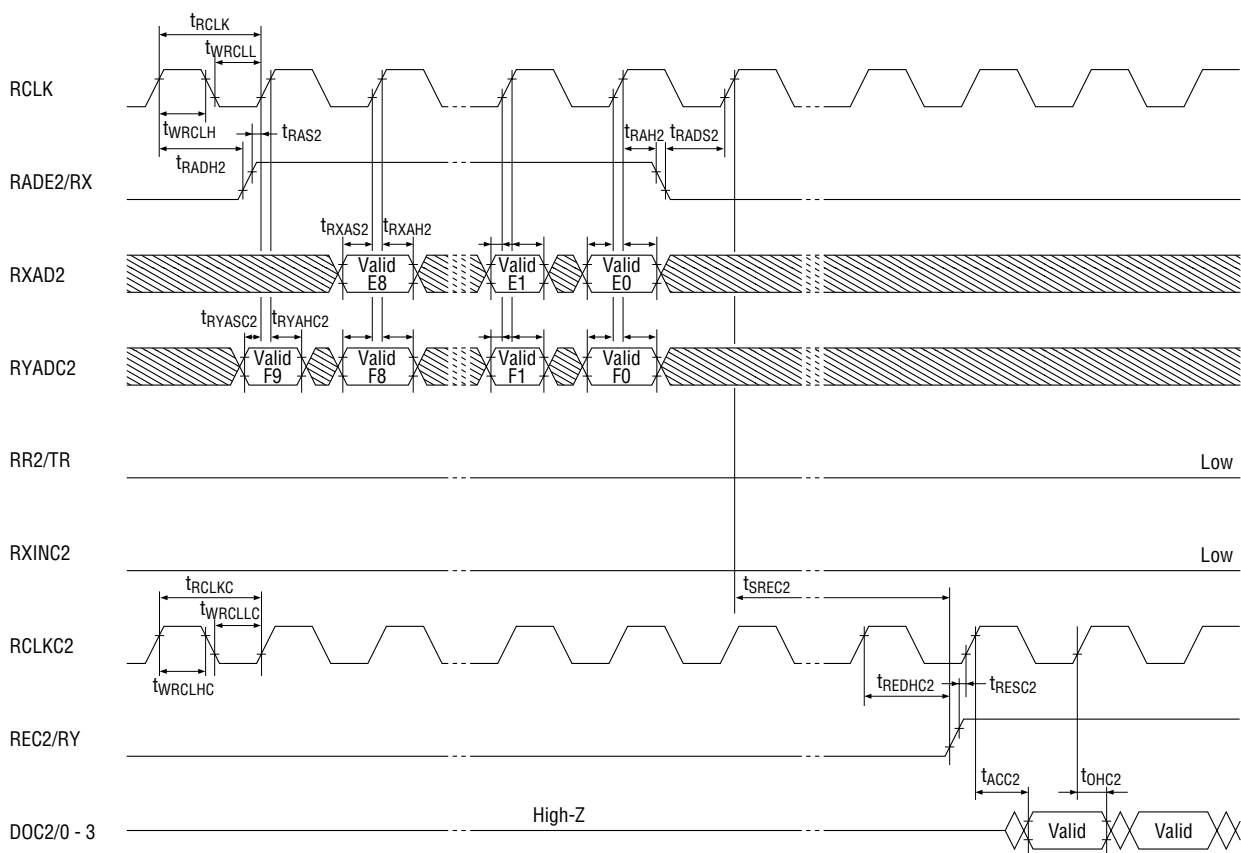 tRCLK
tWRCLL
RCLK
tWRCLH
tRAS2
tRAH2
tRADS2
tRADH2
RADE2/RX
tRXAS2
tRXAH2
RXAD2
Valid E8
Valid E1
Valid E0
tRYASC2
tRYAHC2
RYADC2
Valid F9
Valid F8
Valid F1
Valid F0
RR2/TR
Low
RXINC2
Low
tRCLKC
tSREC2
tWRCLLC
RCLKC2
tWRCLHC
tREDHC2
tRESC2
REC2/RY
tACC2
tOHC2
High-Z
DOC2/0 - 3
Valid
Valid